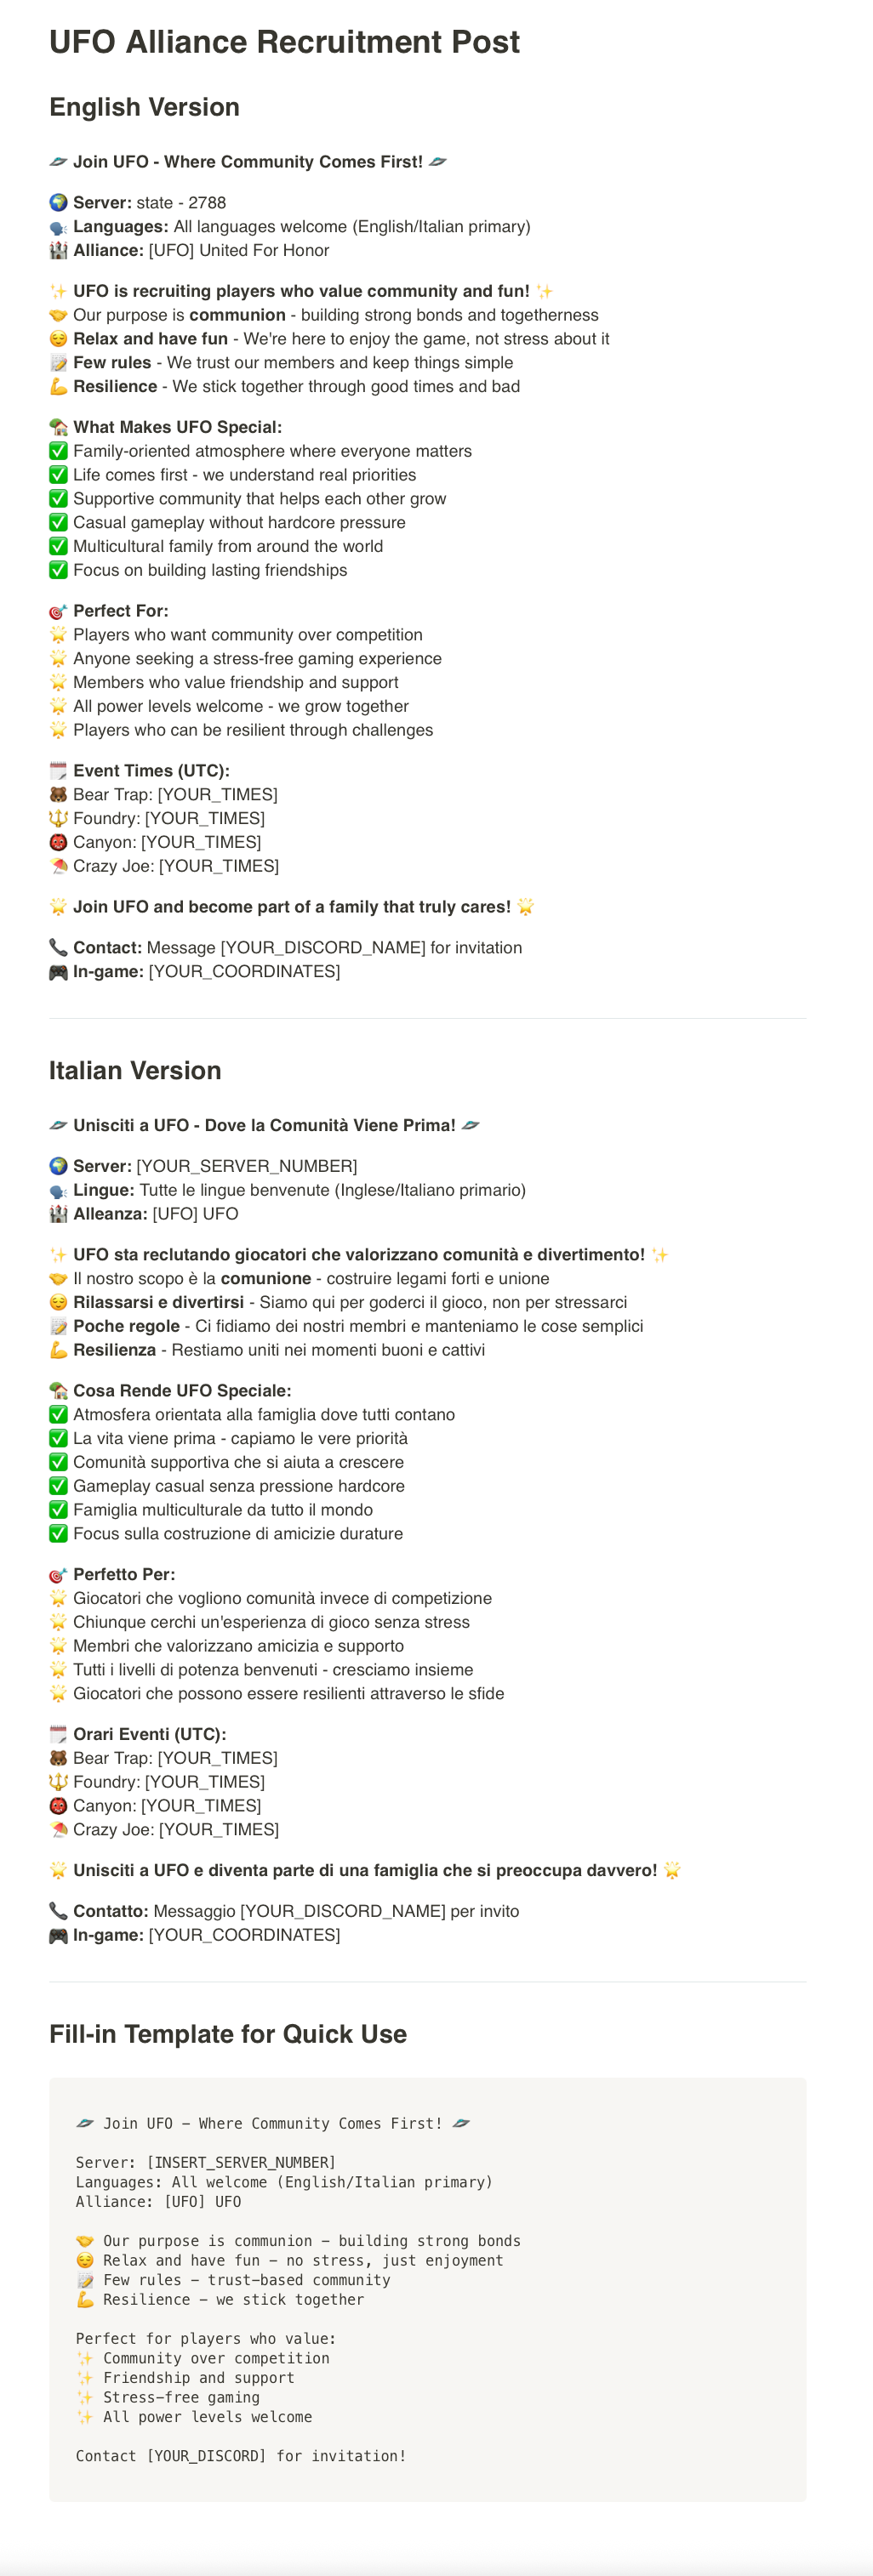 UFO Alliance Recruitment Post
English Version
🛸 Join UFO - Where Community Comes First! 🛸
🌍 Server: state - 2788
🗣️ Languages: All languages welcome (English/Italian primary)
🏰 Alliance: [UFO] United For Honor
✨ UFO is recruiting players who value community and fun! ✨
🤝 Our purpose is communion - building strong bonds and togetherness
😌 Relax and have fun - We're here to enjoy the game, not stress about it
📝 Few rules - We trust our members and keep things simple
💪 Resilience - We stick together through good times and bad
🏡 What Makes UFO Special:
✅ Family-oriented atmosphere where everyone matters
✅ Life comes first - we understand real priorities
✅ Supportive community that helps each other grow
✅ Casual gameplay without hardcore pressure
✅ Multicultural family from around the world
✅ Focus on building lasting friendships
🎯 Perfect For:
🌟 Players who want community over competition
🌟 Anyone seeking a stress-free gaming experience
🌟 Members who value friendship and support
🌟 All power levels welcome - we grow together
🌟 Players who can be resilient through challenges
🗓️ Event Times (UTC):
🐻 Bear Trap: [YOUR_TIMES]
🔱 Foundry: [YOUR_TIMES]
👹 Canyon: [YOUR_TIMES]
🪭 Crazy Joe: [YOUR_TIMES]
🌟 Join UFO and become part of a family that truly cares! 🌟
📞 Contact: Message [YOUR_DISCORD_NAME] for invitation
🎮 In-game: [YOUR_COORDINATES]
Italian Version
🛸 Unisciti a UFO - Dove la Comunità Viene Prima! 🛸
🌍 Server: [YOUR_SERVER_NUMBER]
🗣️ Lingue: Tutte le lingue benvenute (Inglese/Italiano primario)
🏰 Alleanza: [UFO] UFO
✨ UFO sta reclutando giocatori che valorizzano comunità e divertimento! ✨
🤝 Il nostro scopo è la comunione - costruire legami forti e unione
😌 Rilassarsi e divertirsi - Siamo qui per goderci il gioco, non per stressarci
📝 Poche regole - Ci fidiamo dei nostri membri e manteniamo le cose semplici
💪 Resilienza - Restiamo uniti nei momenti buoni e cattivi
🏡 Cosa Rende UFO Speciale:
✅ Atmosfera orientata alla famiglia dove tutti contano
✅ La vita viene prima - capiamo le vere priorità
✅ Comunità supportiva che si aiuta a crescere
✅ Gameplay casual senza pressione hardcore
✅ Famiglia multiculturale da tutto il mondo
✅ Focus sulla costruzione di amicizie durature
🎯 Perfetto Per:
🌟 Giocatori che vogliono comunità invece di competizione
🌟 Chiunque cerchi un'esperienza di gioco senza stress
🌟 Membri che valorizzano amicizia e supporto
🌟 Tutti i livelli di potenza benvenuti - cresciamo insieme
🌟 Giocatori che possono essere resilienti attraverso le sfide
🗓️ Orari Eventi (UTC):
🐻 Bear Trap: [YOUR_TIMES]
🔱 Foundry: [YOUR_TIMES]
👹 Canyon: [YOUR_TIMES]
🪭 Crazy Joe: [YOUR_TIMES]
🌟 Unisciti a UFO e diventa parte di una famiglia che si preoccupa davvero! 🌟
📞 Contatto: Messaggio [YOUR_DISCORD_NAME] per invito
🎮 In-game: [YOUR_COORDINATES]
Fill-in Template for Quick Use
🛸 Join UFO - Where Community Comes First! 🛸
Server: [INSERT_SERVER_NUMBER]
Languages: All welcome (English/Italian primary)
Alliance: [UFO] UFO
🤝 Our purpose is communion - building strong bonds
😌 Relax and have fun - no stress, just enjoyment
📝 Few rules - trust-based community
💪 Resilience - we stick together
Perfect for players who value:
✨ Community over competition
✨ Friendship and support
✨ Stress-free gaming
✨ All power levels welcome
Contact [YOUR_DISCORD] for invitation!